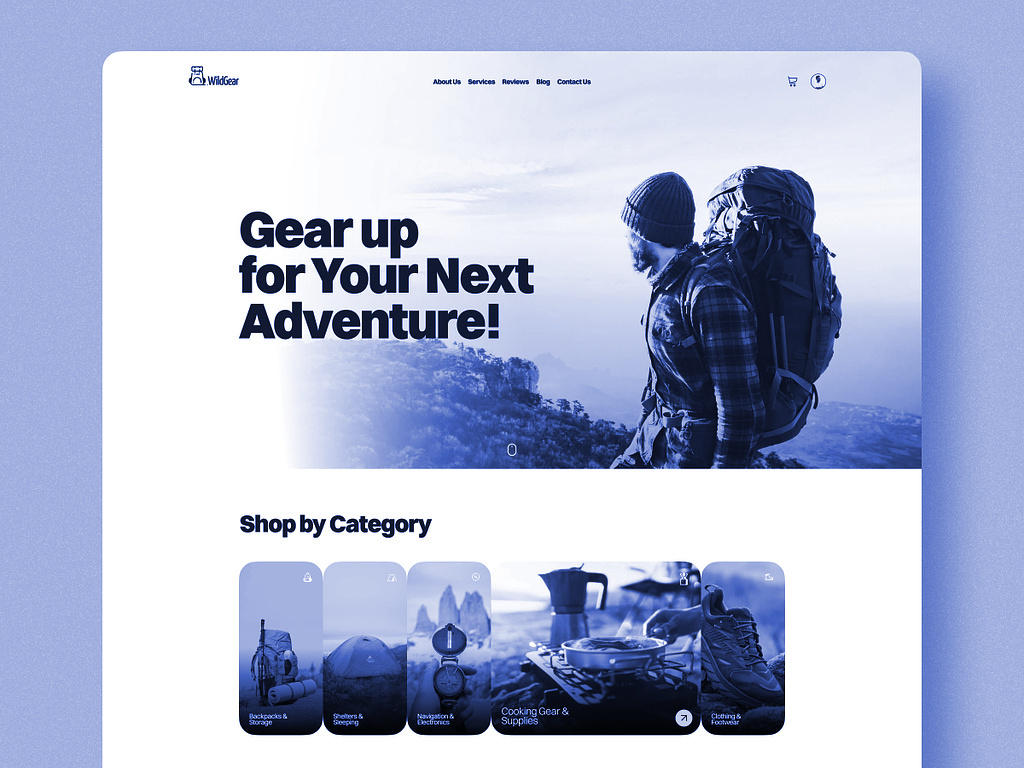 WildGear
About Us Services Reviews Blog Contact Us
Gear up
for Your Next
Adventure!
Shop by Category
Backpacks &
Storage
Shelters &
Sleeping
Navigation &
Electronics
Cooking Gear &
Supplies
Clothing &
Footwear